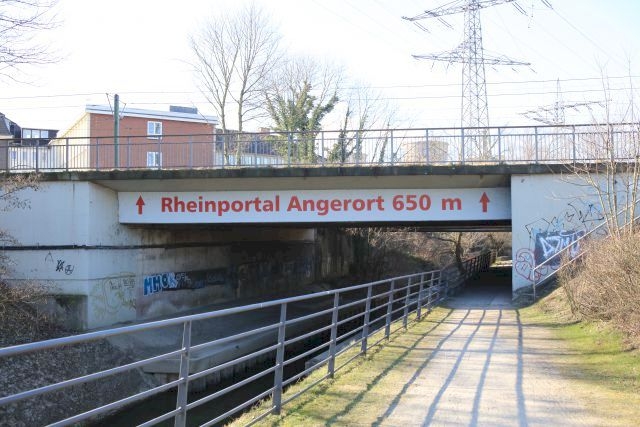 ↑ Rheinportal Angerort 650 m ↑